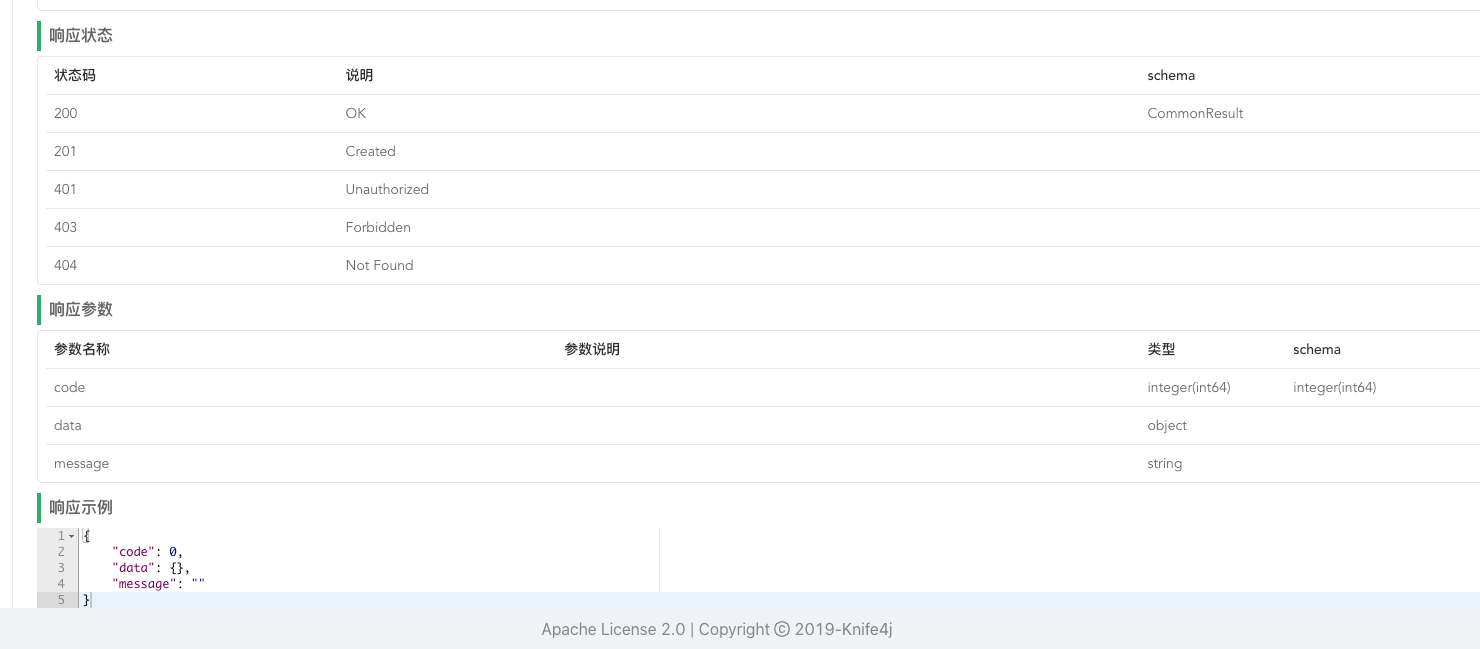 响应状态
状态码 说明 schema
200 OK CommonResult
201 Created
401 Unauthorized
403 Forbidden
404 Not Found
响应参数
参数名称 参数说明 类型 schema
code integer(int64) integer(int64)
data object
message string
响应示例
1 {
2 "code": 0,
3 "data": {},
4 "message": ""
5 }
Apache License 2.0 | Copyright ⓒ 2019-Knife4j